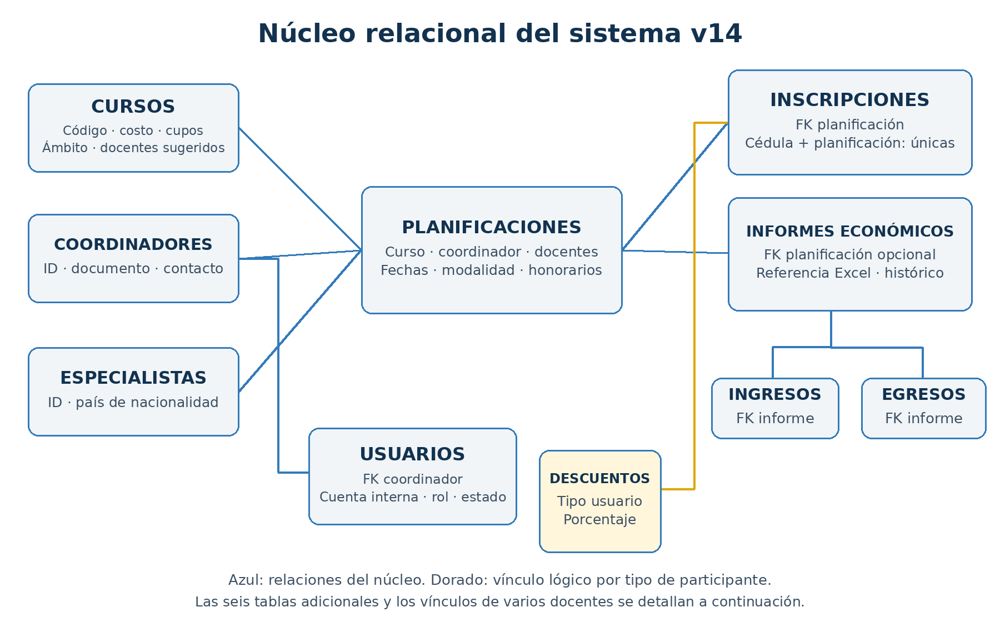 Núcleo relacional del sistema v14
CURSOS
Código · costo · cupos
Ámbito · docentes sugeridos
COORDINADORES
ID · documento · contacto
ESPECIALISTAS
ID · país de nacionalidad
PLANIFICACIONES
Curso · coordinador · docentes
Fechas · modalidad · honorarios
USUARIOS
FK coordinador
Cuenta interna · rol · estado
DESCUENTOS
Tipo usuario
Porcentaje
INSCRIPCIONES
FK planificación
Cédula + planificación: únicas
INFORMES ECONÓMICOS
FK planificación opcional
Referencia Excel · histórico
INGRESOS
FK informe
EGRESOS
FK informe
Azul: relaciones del núcleo. Dorado: vínculo lógico por tipo de participante.
Las seis tablas adicionales y los vínculos de varios docentes se detallan a continuación.